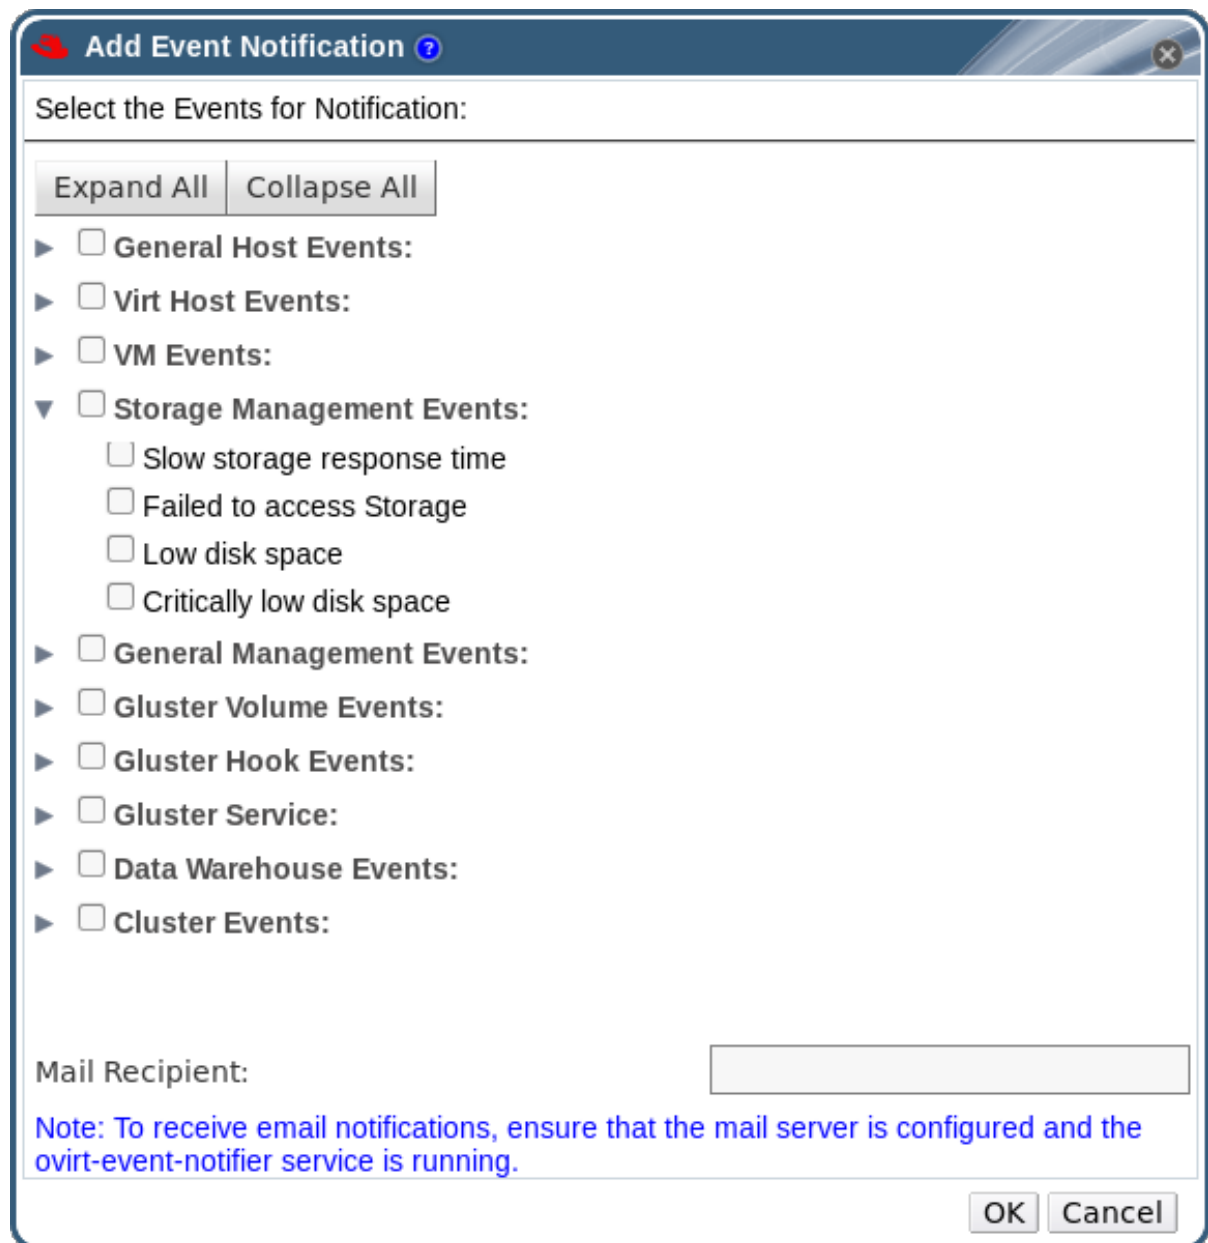 Add Event Notification ?
Select the Events for Notification:
Expand All Collapse All
General Host Events:
Virt Host Events:
VM Events:
Storage Management Events:
Slow storage response time
Failed to access Storage
Low disk space
Critically low disk space
General Management Events:
Gluster Volume Events:
Gluster Hook Events:
Gluster Service:
Data Warehouse Events:
Cluster Events:
Mail Recipient:
Note: To receive email notifications, ensure that the mail server is configured and the
ovirt-event-notifier service is running.
OK Cancel